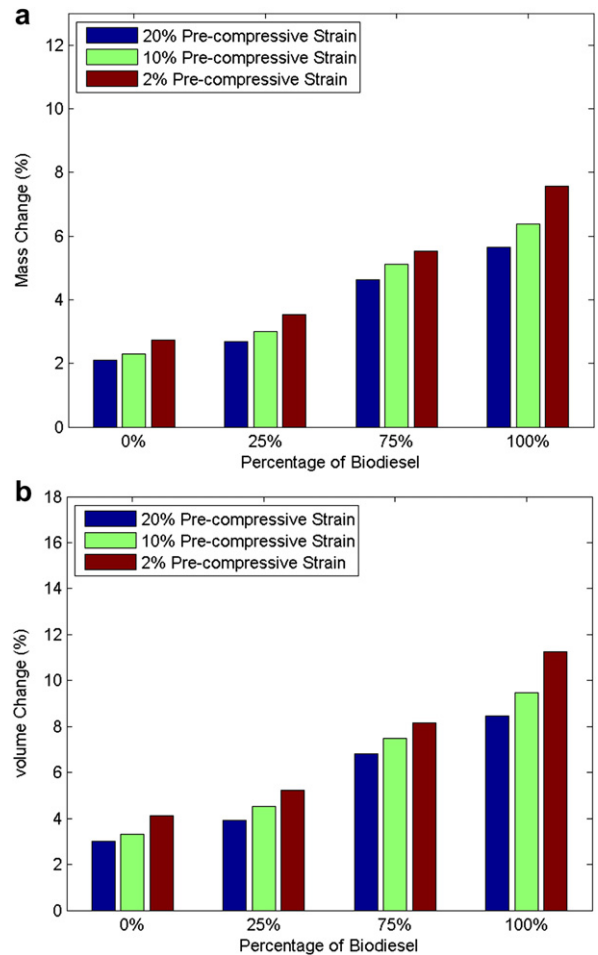 a
20% Pre-compressive Strain
10% Pre-compressive Strain
2% Pre-compressive Strain
12
10
8
6
4
2
0
Mass Change (%)
0% 25% 75% 100%
Percentage of Biodiesel
b
20% Pre-compressive Strain
10% Pre-compressive Strain
2% Pre-compressive Strain
18
16
14
12
10
8
6
4
2
0
volume Change (%)
0% 25% 75% 100%
Percentage of Biodiesel